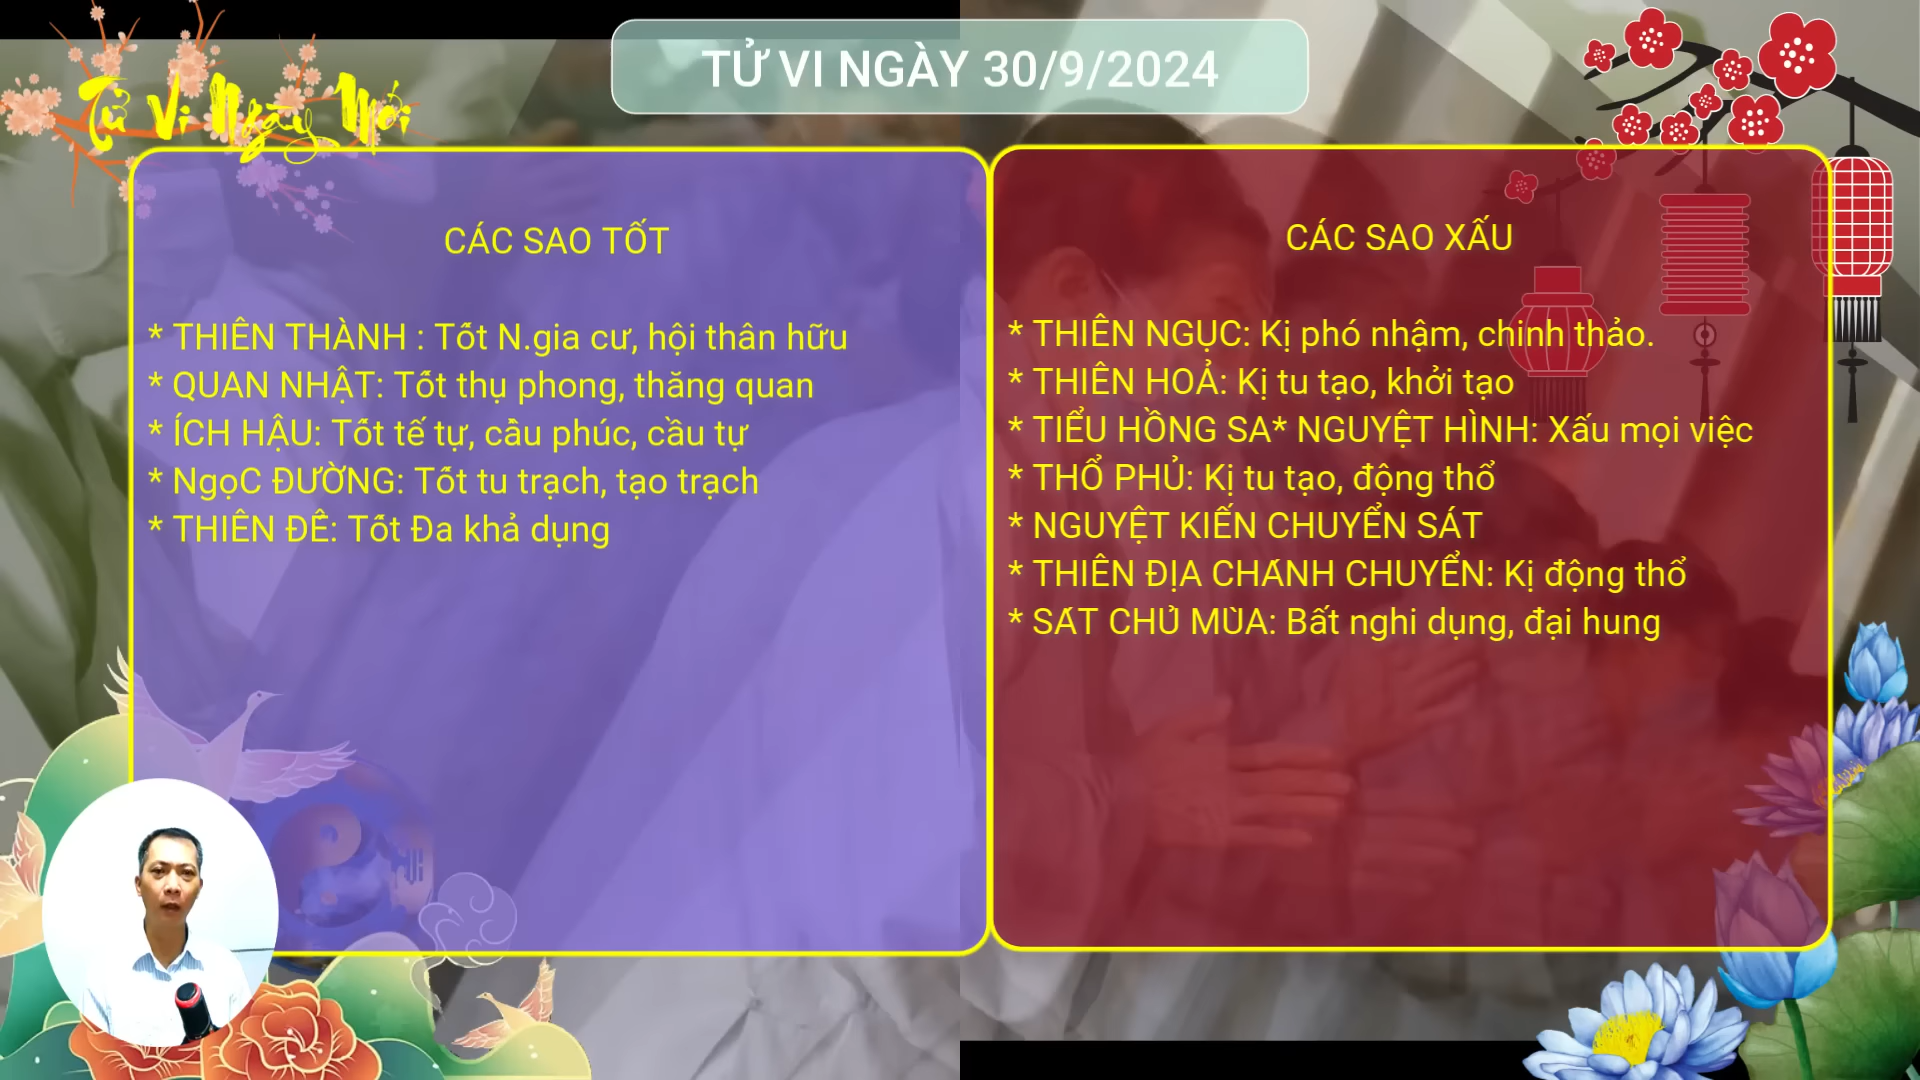 TỬ VI NGÀY 30/9/2024
Tử Vi Ngày Mới
CÁC SAO TỐT
* THIÊN THÀNH : Tốt N.gia cư, hội thân hữu
* QUAN NHẬT: Tốt thụ phong, thăng quan
* ÍCH HẬU: Tốt tế tự, cầu phúc, cầu tự
* NgọC ĐƯỜNG: Tốt tu trạch, tạo trạch
* THIÊN ĐẾ: Tốt Đa khả dụng
CÁC SAO XẤU
* THIÊN NGỤC: Kị phó nhậm, chinh thảo.
* THIÊN HOẢ: Kị tu tạo, khởi tạo
* TIỂU HỒNG SA* NGUYỆT HÌNH: Xấu mọi việc
* THỔ PHỦ: Kị tu tạo, động thổ
* NGUYỆT KIẾN CHUYỂN SÁT
* THIÊN ĐỊA CHÁNH CHUYỂN: Kị động thổ
* SÁT CHỦ MÙA: Bất nghi dụng, đại hung